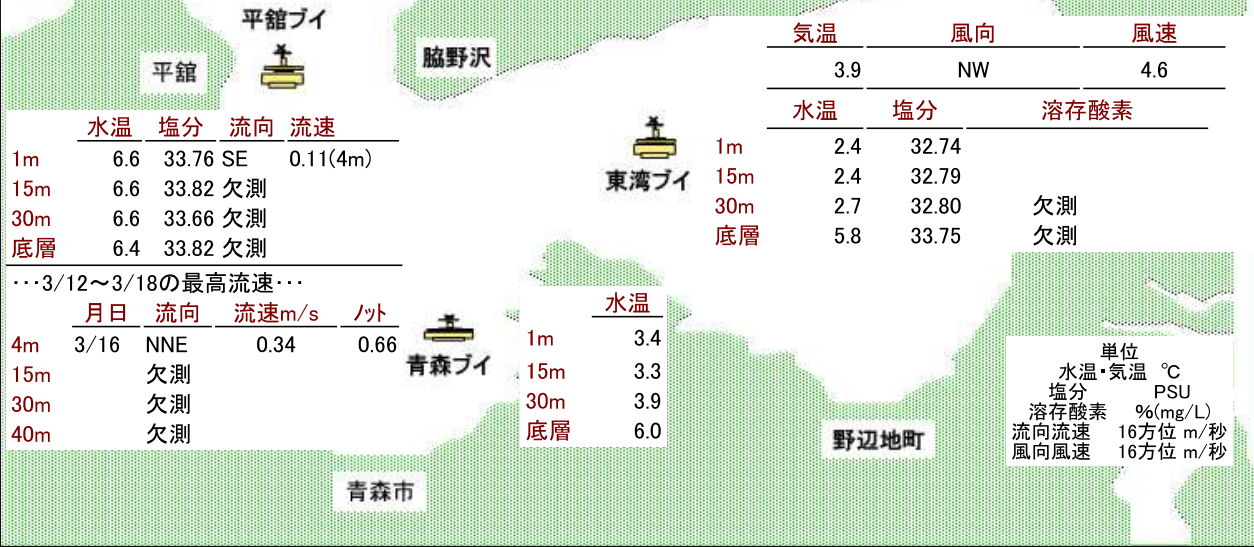 平舘ブイ
平舘
脇野沢
気温 風向 風速
3.9 NW 4.6
水温 塩分 流向 流速
1m 6.6 33.76 SE 0.11(4m)
15m 6.6 33.82 欠測
30m 6.6 33.66 欠測
底層 6.4 33.82 欠測
東湾ブイ
水温 塩分 溶存酸素
1m 2.4 32.74
15m 2.4 32.79
30m 2.7 32.80 欠測
底層 5.8 33.75 欠測
…3/12~3/18の最高流速…
月日 流向 流速m/s ノット
4m 3/16 NNE 0.34 0.66
15m 欠測
30m 欠測
40m 欠測
青森ブイ
水温
1m 3.4
15m 3.3
30m 3.9
底層 6.0
単位
水温・気温 ℃
塩分 PSU
溶存酸素 %(mg/L)
流向流速 16方位 m/秒
風向風速 16方位 m/秒
野辺地町
青森市